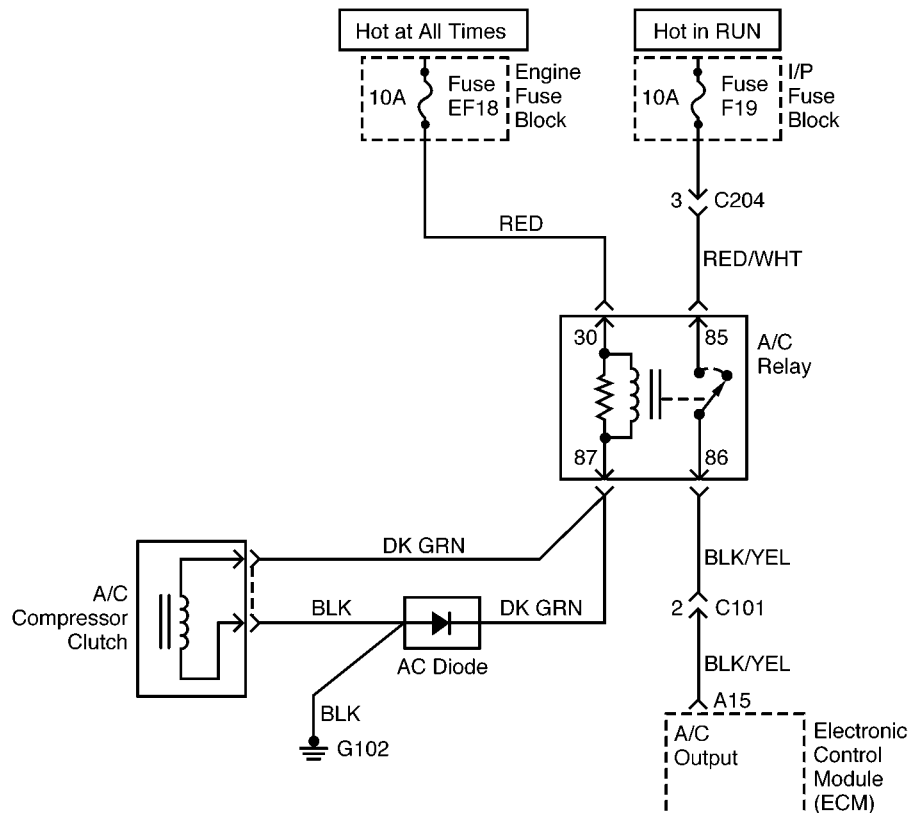 Hot at All Times
Hot in RUN
10A
Fuse
EF18
Engine
Fuse
Block
10A
Fuse
F19
I/P
Fuse
Block
3
C204
RED
RED/WHT
30
85
A/C
Relay
87
86
DK GRN
BLK/YEL
A/C
Compressor
Clutch
BLK
DK GRN
2
C101
AC Diode
BLK/YEL
BLK
A15
G102
A/C
Output
Electronic
Control
Module
(ECM)